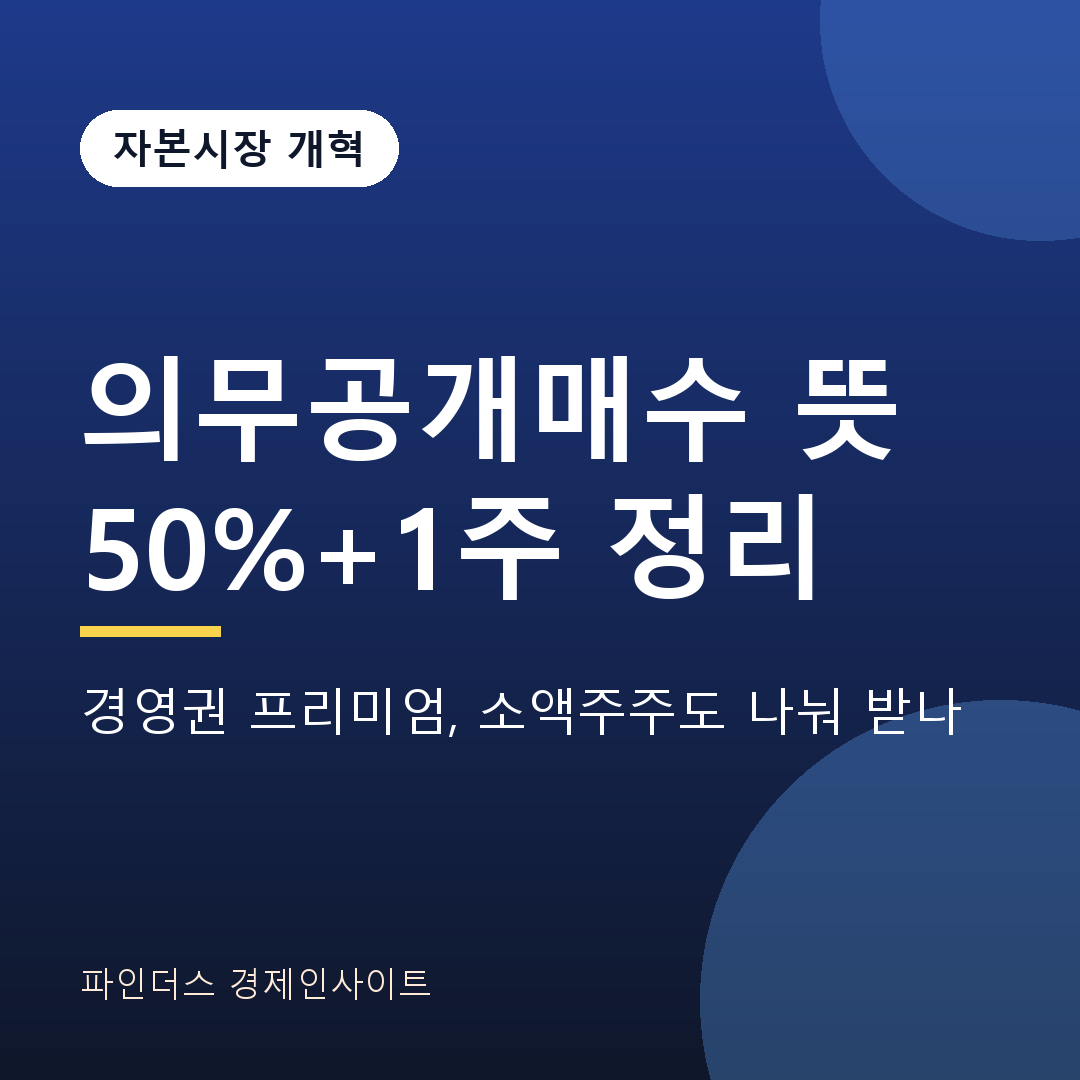 자본시장 개혁
의무공개매수 뜻
50%+1주 정리
경영권 프리미엄, 소액주주도 나눠 받나
파인더스 경제인사이트